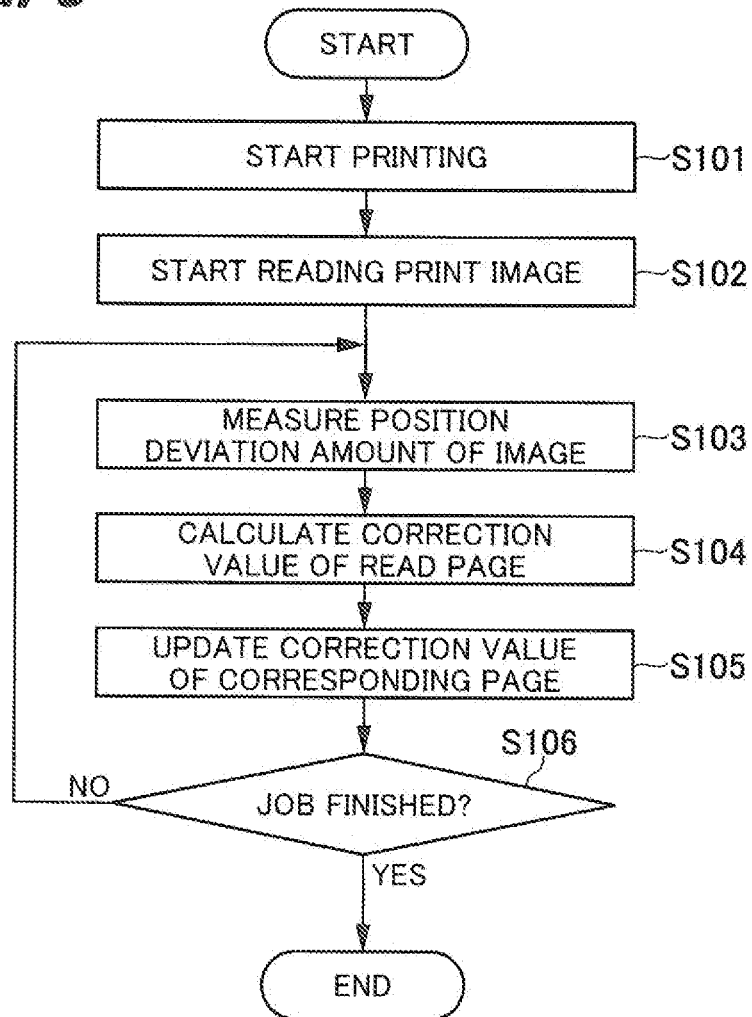 START
START PRINTING
S101
START READING PRINT IMAGE
S102
MEASURE POSITION
DEVIATION AMOUNT OF IMAGE
S103
CALCULATE CORRECTION
VALUE OF READ PAGE
S104
UPDATE CORRECTION VALUE
OF CORRESPONDING PAGE
S105
S106
NO
JOB FINISHED?
YES
END